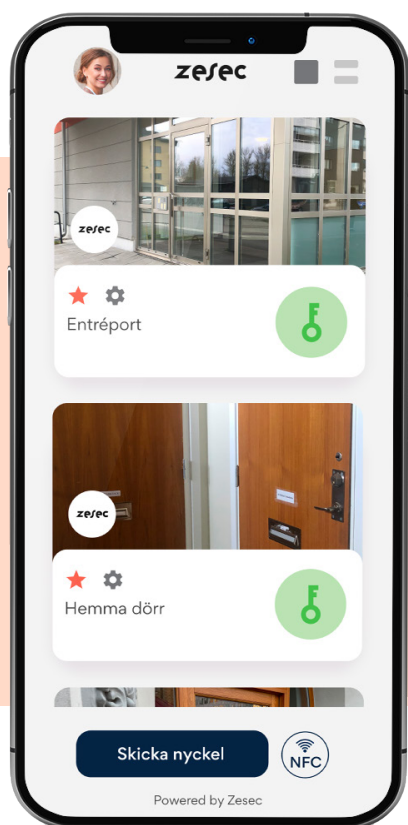 zesec
zesec
Entréport
zesec
Hemma dörr
Skicka nyckel
NFC
Powered by Zesec